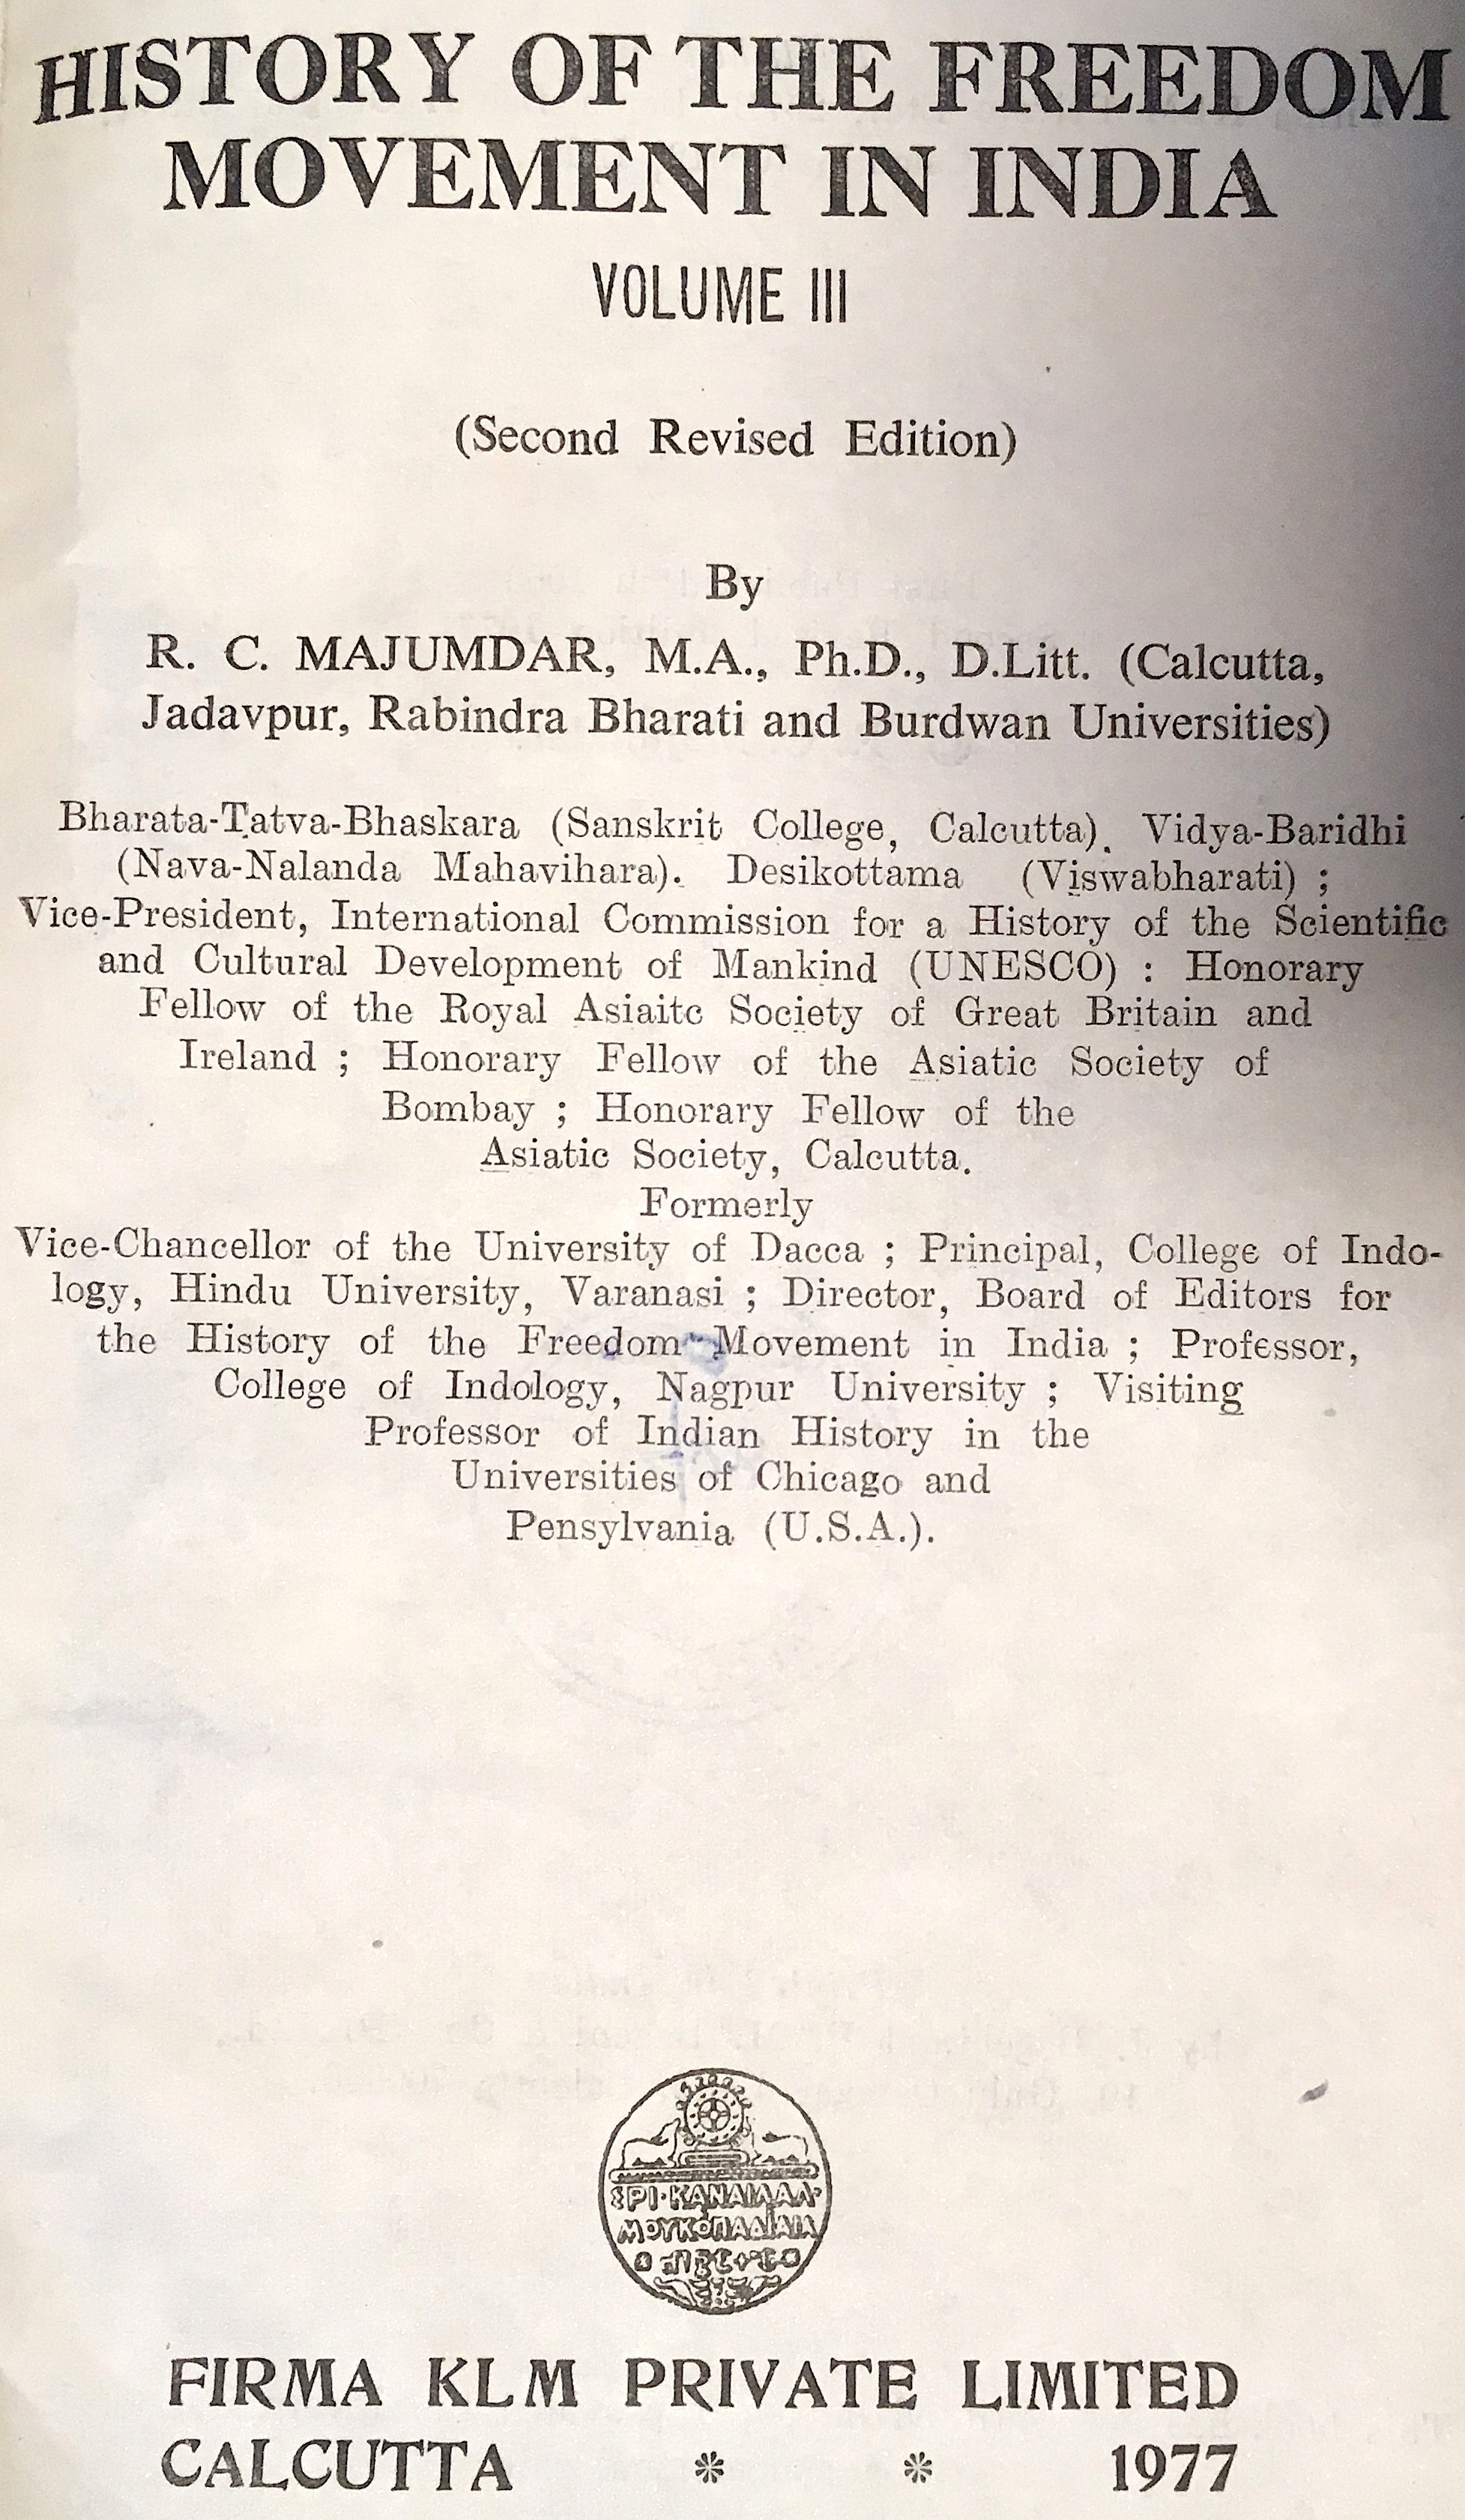 HISTORY OF THE FREEDOM
MOVEMENT IN INDIA
VOLUME III
(Second Revised Edition)
By
R. C. MAJUMDAR, M.A., Ph.D., D.Litt. (Calcutta,
Jadavpur, Rabindra Bharati and Burdwan Universities)
Bharata-Tatva-Bhaskara (Sanskrit College, Calcutta). Vidya-Baridhi
(Nava-Nalanda Mahavihara). Desikottama (Viswabharati) ;
Vice-President, International Commission for a History of the Scientific
and Cultural Development of Mankind (UNESCO) : Honorary
Fellow of the Royal Asiaitc Society of Great Britain and
Ireland ; Honorary Fellow of the Asiatic Society of
Bombay ; Honorary Fellow of the
Asiatic Society, Calcutta.
Formerly
Vice-Chancellor of the University of Dacca ; Principal, College of Indo-
logy, Hindu University, Varanasi ; Director, Board of Editors for
the History of the Freedom Movement in India ; Professor,
College of Indology, Nagpur University ; Visiting
Professor of Indian History in the
Universities of Chicago and
Pensylvania (U.S.A.).
ΚΑΝΑΙΛΑΛ
ΜΟΥΚΟΠΑΔΙΑΙΑ
FIRMA KLM PRIVATE LIMITED
CALCUTTA * * 1977